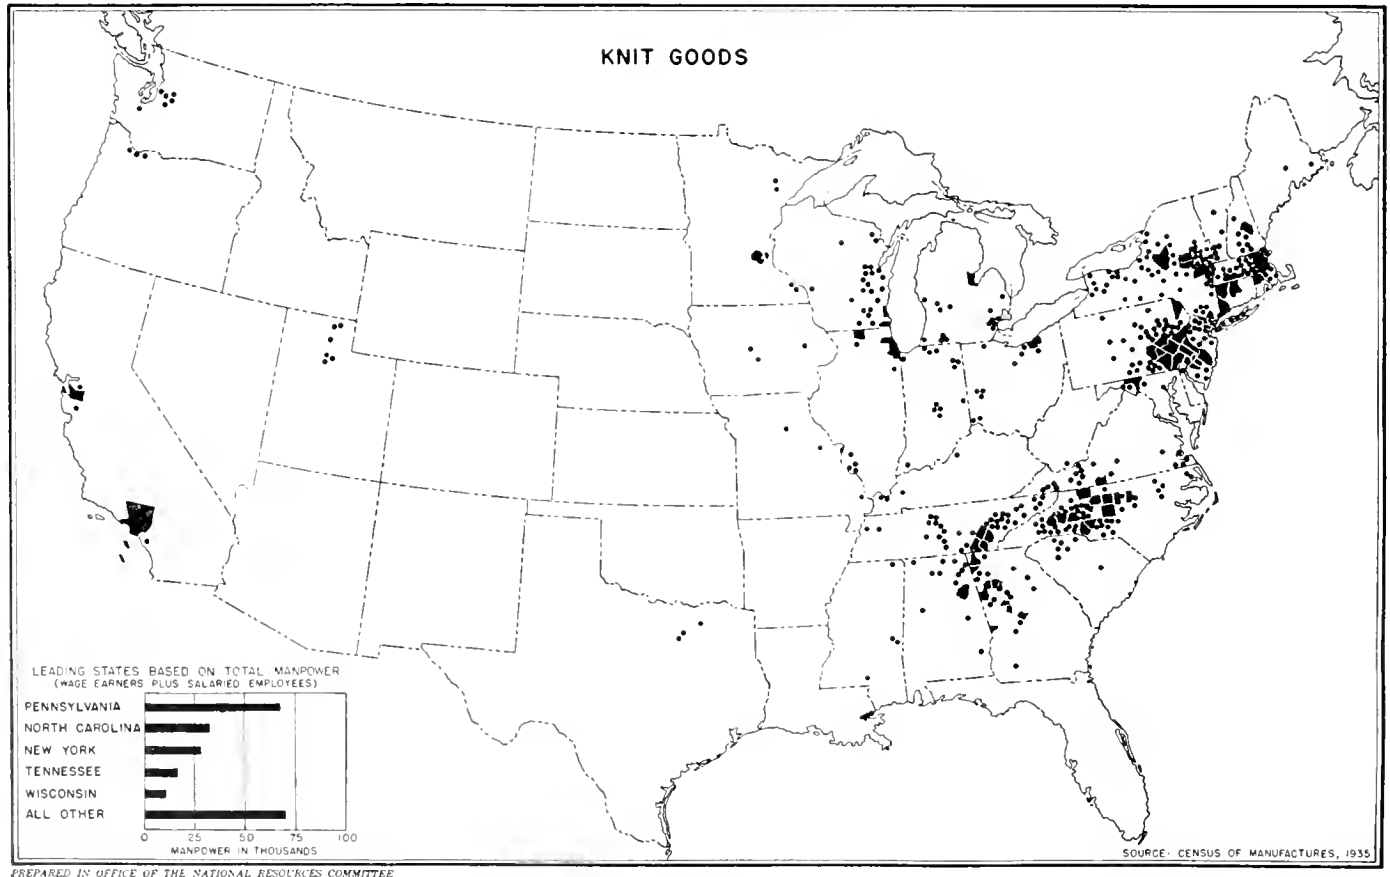 KNIT GOODS
LEADING STATES BASED ON TOTAL MANPOWER
(WAGE EARNERS PLUS SALARIED EMPLOYEES)
PENNSYLVANIA
NORTH CAROLINA
NEW YORK
TENNESSEE
WISCONSIN
ALL OTHER
0 25 50 75 100
MANPOWER IN THOUSANDS
SOURCE: CENSUS OF MANUFACTURES, 1935
PREPARED IN OFFICE OF THE NATIONAL RESOURCES COMMITTEE